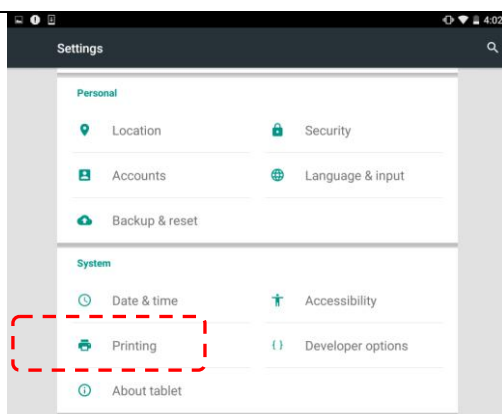 4:02
Settings
Personal
Location Security
Accounts Language & input
Backup & reset
System
Date & time Accessibility
Printing { } Developer options
About tablet